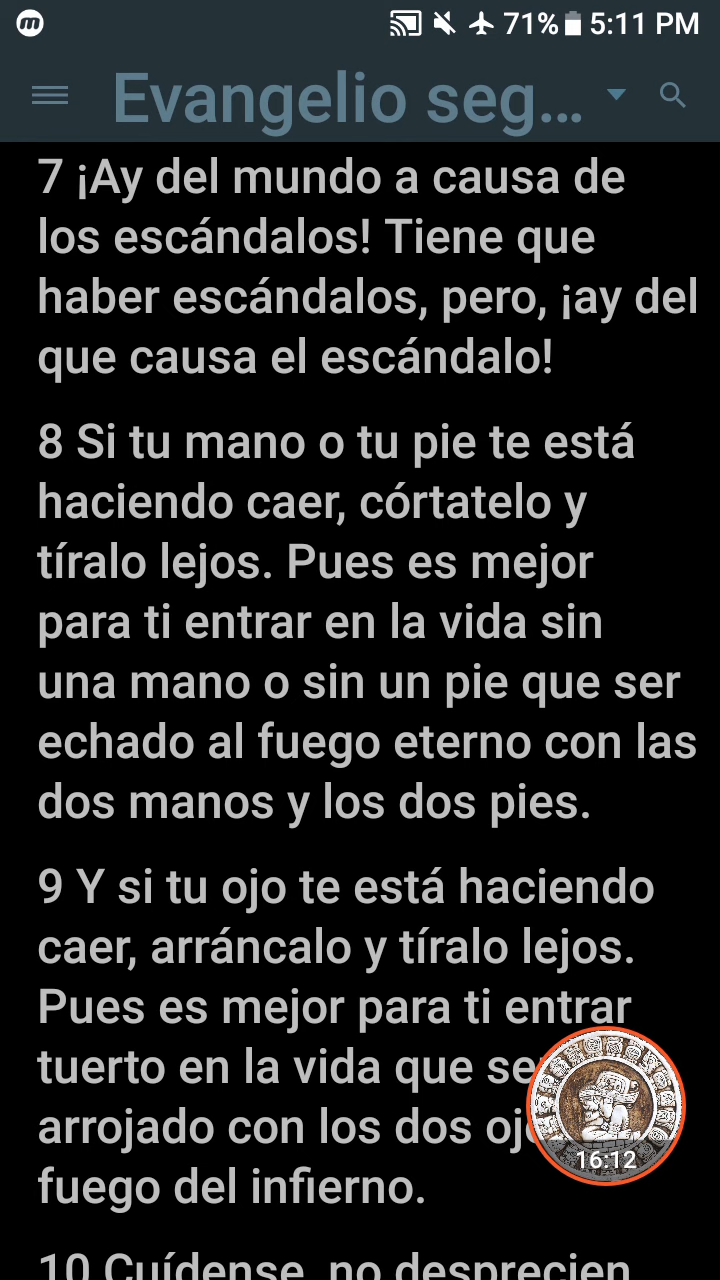 m
71% 5:11 PM
Evangelio seg...
7 ¡Ay del mundo a causa de
los escándalos! Tiene que
haber escándalos, pero, ¡ay del
que causa el escándalo!
8 Si tu mano o tu pie te está
haciendo caer, córtatelo y
tíralo lejos. Pues es mejor
para ti entrar en la vida sin
una mano o sin un pie que ser
echado al fuego eterno con las
dos manos y los dos pies.
9 Y si tu ojo te está haciendo
caer, arráncalo y tíralo lejos.
Pues es mejor para ti entrar
tuerto en la vida que
arrojado con los dos
16:12
fuego del infierno.
10 Cuídense, no desprecien